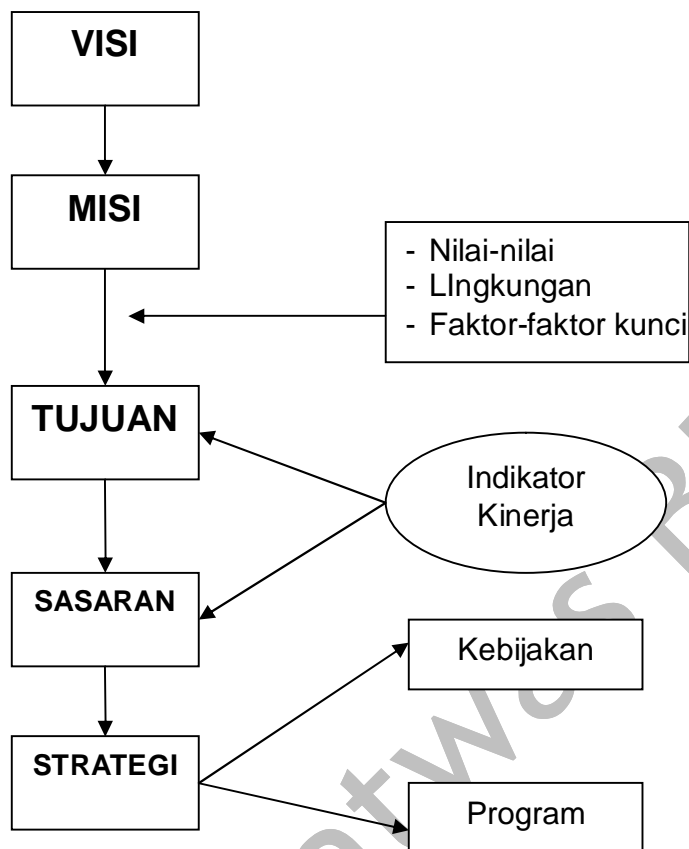 VISI
MISI
- Nilai-nilai
- LIngkungan
- Faktor-faktor kunci
TUJUAN
Indikator
Kinerja
SASARAN
Kebijakan
STRATEGI
Program